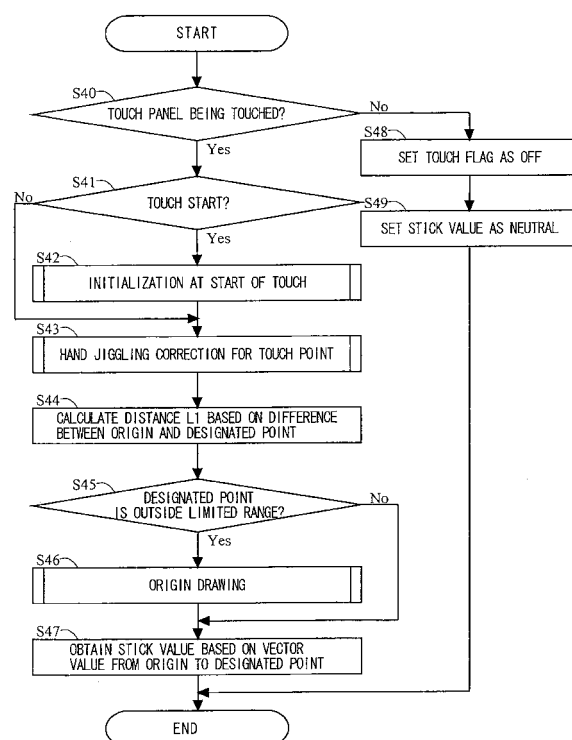 START
S40
TOUCH PANEL BEING TOUCHED?
No
Yes
S48
SET TOUCH FLAG AS OFF
S41
No
TOUCH START?
S49
SET STICK VALUE AS NEUTRAL
Yes
S42
INITIALIZATION AT START OF TOUCH
S43
HAND JIGGLING CORRECTION FOR TOUCH POINT
S44
CALCULATE DISTANCE L1 BASED ON DIFFERENCE
BETWEEN ORIGIN AND DESIGNATED POINT
S45
DESIGNATED POINT
IS OUTSIDE LIMITED RANGE?
No
Yes
S46
ORIGIN DRAWING
S47
OBTAIN STICK VALUE BASED ON VECTOR
VALUE FROM ORIGIN TO DESIGNATED POINT
END